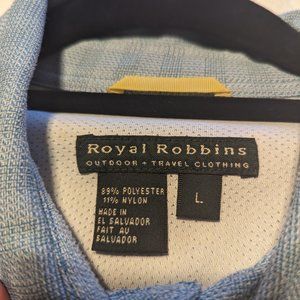 Royal Robbins
OUTDOOR + TRAVEL CLOTHING
89% POLYESTER
11% NYLON
MADE IN
EL SALVADOR
FAIT AU
SALVADOR
L